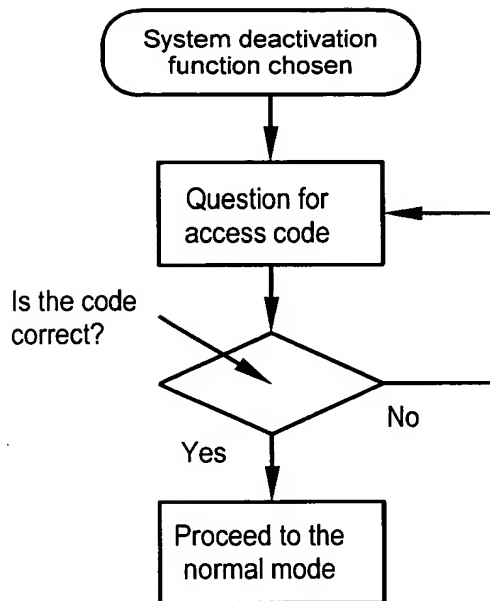 System deactivation
function chosen
Question for
access code
Is the code
correct?
No
Yes
Proceed to the
normal mode